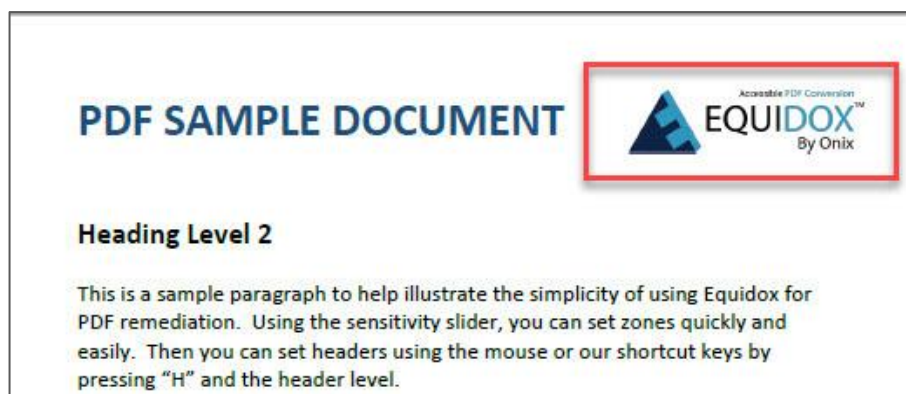 PDF SAMPLE DOCUMENT
Accessible PDF Conversion
EQUIDOX™
By Onix
Heading Level 2
This is a sample paragraph to help illustrate the simplicity of using Equidox for
PDF remediation.  Using the sensitivity slider, you can set zones quickly and
easily.  Then you can set headers using the mouse or our shortcut keys by
pressing “H” and the header level.